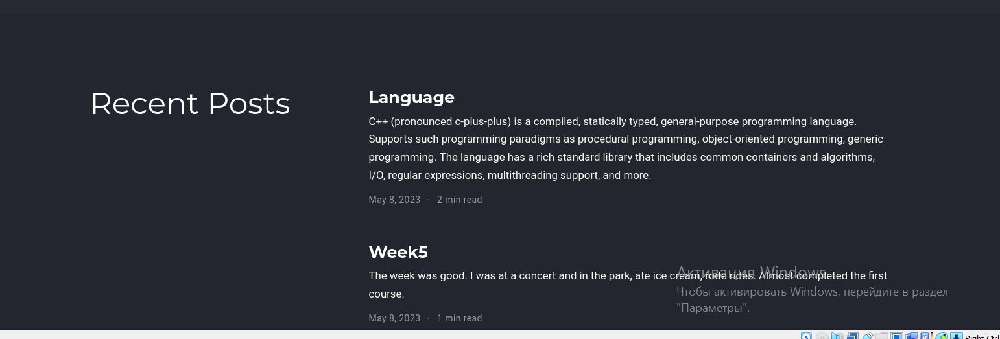 Recent Posts
Language
C++ (pronounced c-plus-plus) is a compiled, statically typed, general-purpose programming language.
Supports such programming paradigms as procedural programming, object-oriented programming, generic
programming. The language has a rich standard library that includes common containers and algorithms,
I/O, regular expressions, multithreading support, and more.
May 8, 2023 · 2 min read
Week5
The week was good. I was at a concert and in the park, ate ice cream, rode rides. Almost completed the first
course.
May 8, 2023 · 1 min read
Активация Windows
Чтобы активировать Windows, перейдите в раздел
"Параметры".
Right Ctrl